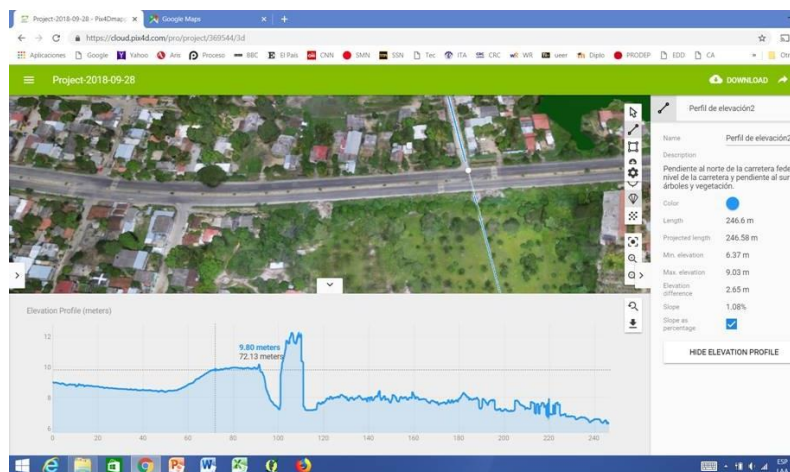 Project-2018-09-28 - Pix4Dmap
Google Maps
https://cloud.pix4d.com/pro/project/369544/3d
Aplicaciones Google Yahoo Aris Proceso BBC El País CNN SMN SSN Tec ITA CRC WR ueer Dipto PRODEP EDD CA
Project-2018-09-28
DOWNLOAD
Perfil de elevación2
Name Perfil de elevación2
Description
Pendiente al norte de la carretera fede
nivel de la carretera y pendiente al sur
árboles y vegetación.
Color
Length 246.6 m
Projected length 246.58 m
Min. elevation 6.37 m
Max. elevation 9.03 m
Elevation difference 2.65 m
Slope 1.08%
Slope as percentage
HIDE ELEVATION PROFILE
Elevation Profile (meters)
12
10
8
6
9.80 meters
72.13 meters
0 20 40 60 80 100 120 140 160 180 200 220 240
ESP
LAA